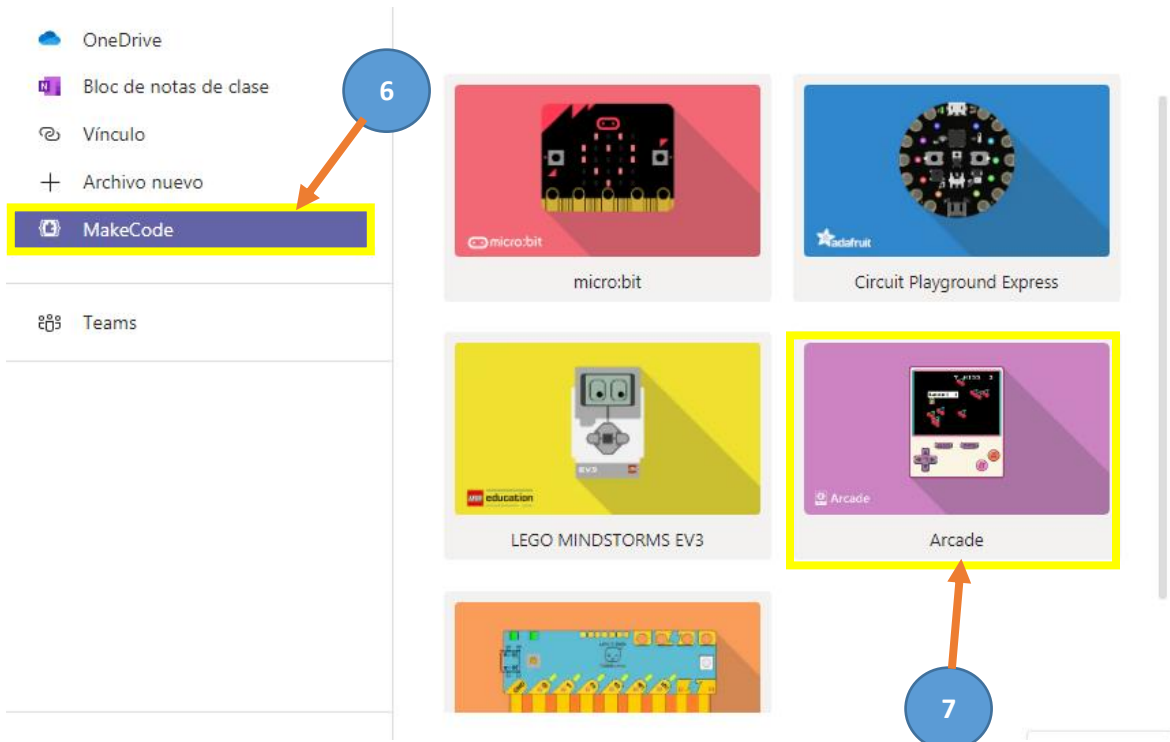 OneDrive
Bloc de notas de clase
Vínculo
Archivo nuevo
MakeCode
Teams
6
micro:bit
micro:bit
adafruit
Circuit Playground Express
EV3
education
LEGO MINDSTORMS EV3
Arcade
Arcade
7